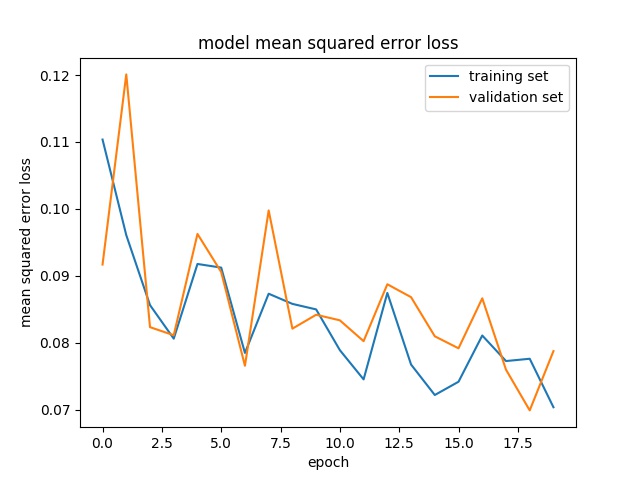 model mean squared error loss
training set
validation set
0.12
0.11
0.10
0.09
0.08
0.07
mean squared error loss
0.0 2.5 5.0 7.5 10.0 12.5 15.0 17.5
epoch